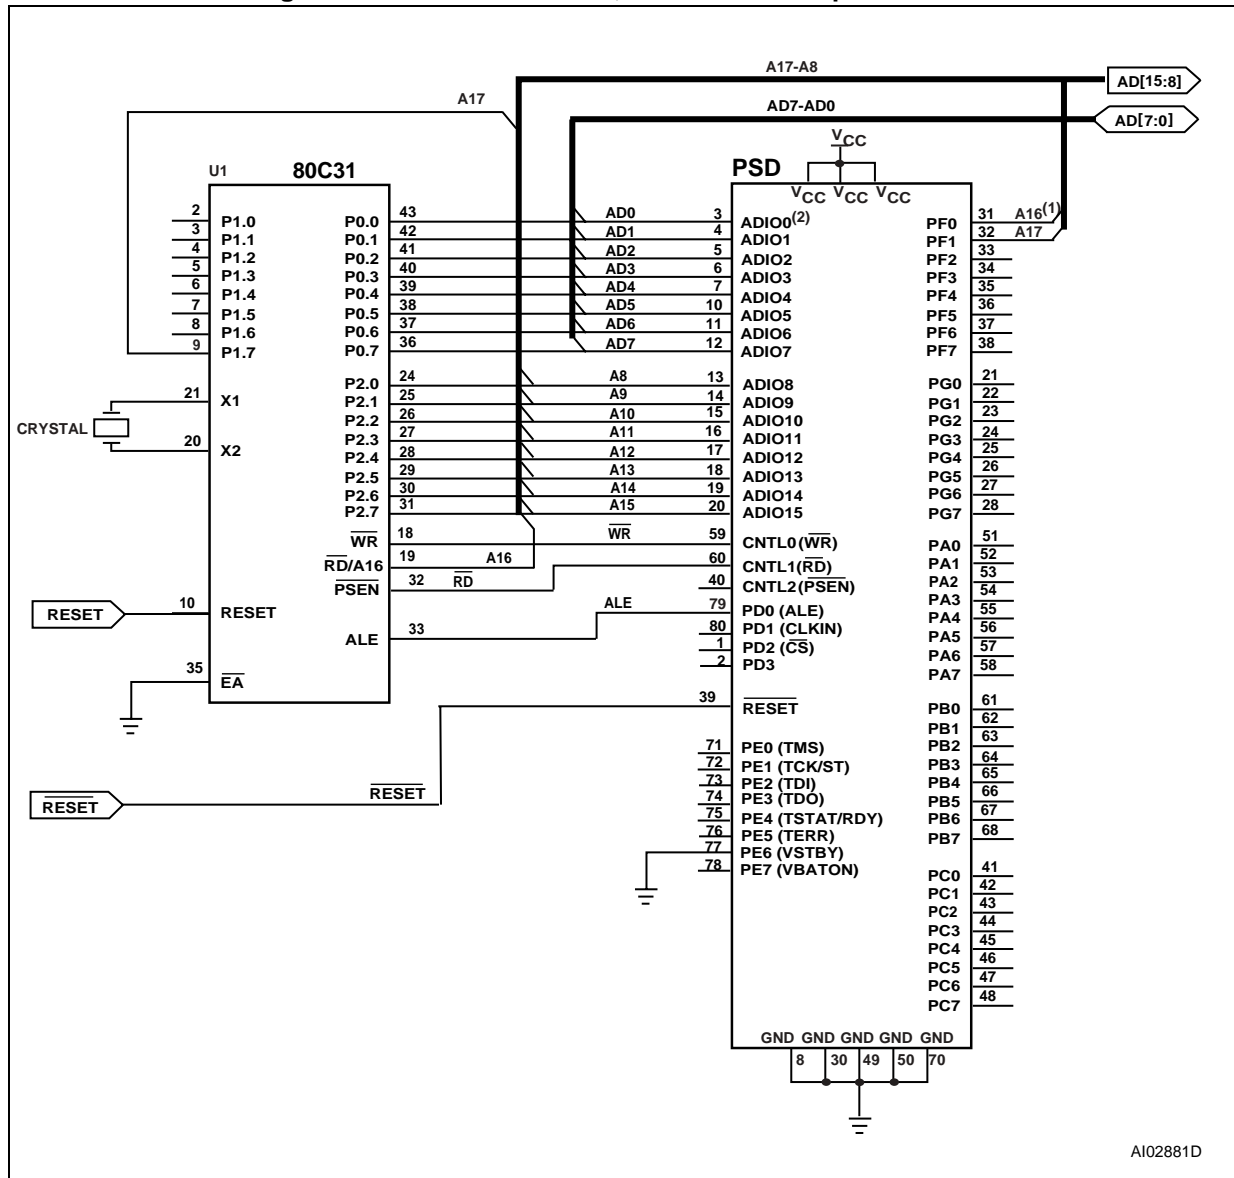 A17-A8
AD[15:8]
A17
AD7-AD0
AD[7:0]
VCC
U1
80C31
PSD
VCC VCC VCC
2 P1.0
3 P1.1
4 P1.2
5 P1.3
6 P1.4
7 P1.5
8 P1.6
9 P1.7
21 X1
CRYSTAL
20 X2
10 RESET
RESET
35 EA
RESET
RESET
P0.0 43 AD0 3 ADIO0(2)
P0.1 42 AD1 4 ADIO1
P0.2 41 AD2 5 ADIO2
P0.3 40 AD3 6 ADIO3
P0.4 39 AD4 7 ADIO4
P0.5 38 AD5 10 ADIO5
P0.6 37 AD6 11 ADIO6
P0.7 36 AD7 12 ADIO7
P2.0 24 A8 13 ADIO8
P2.1 25 A9 14 ADIO9
P2.2 26 A10 15 ADIO10
P2.3 27 A11 16 ADIO11
P2.4 28 A12 17 ADIO12
P2.5 29 A13 18 ADIO13
P2.6 30 A14 19 ADIO14
P2.7 31 A15 20 ADIO15
WR 18 WR 59 CNTL0(WR)
RD/A16 19 A16 60 CNTL1(RD)
PSEN 32 RD 40 CNTL2(PSEN)
ALE 33 ALE 79 PD0 (ALE)
80 PD1 (CLKIN)
1 PD2 (CS)
2 PD3
39 RESET
71 PE0 (TMS)
72 PE1 (TCK/ST)
73 PE2 (TDI)
74 PE3 (TDO)
75 PE4 (TSTAT/RDY)
76 PE5 (TERR)
77 PE6 (VSTBY)
78 PE7 (VBATON)
PF0 31 A16(1)
PF1 32 A17
PF2 33
PF3 34
PF4 35
PF5 36
PF6 37
PF7 38
PG0 21
PG1 22
PG2 23
PG3 24
PG4 25
PG5 26
PG6 27
PG7 28
PA0 51
PA1 52
PA2 53
PA3 54
PA4 55
PA5 56
PA6 57
PA7 58
PB0 61
PB1 62
PB2 63
PB3 64
PB4 65
PB5 66
PB6 67
PB7 68
PC0 41
PC1 42
PC2 43
PC3 44
PC4 45
PC5 46
PC6 47
PC7 48
GND GND GND GND GND
8 30 49 50 70
AI02881D